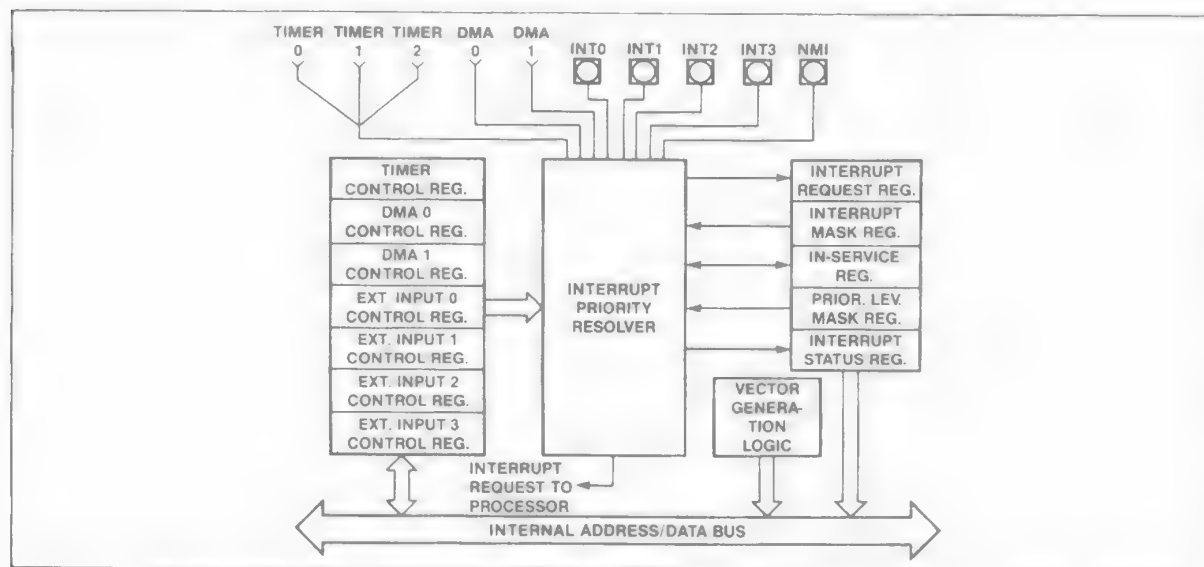 TIMER TIMER TIMER DMA DMA
0 1 2 0 1
INT0 INT1 INT2 INT3 NMI
TIMER
CONTROL REG.
DMA 0
CONTROL REG.
DMA 1
CONTROL REG.
EXT. INPUT 0
CONTROL REG.
EXT. INPUT 1
CONTROL REG.
EXT. INPUT 2
CONTROL REG.
EXT. INPUT 3
CONTROL REG.
INTERRUPT
PRIORITY
RESOLVER
INTERRUPT
REQUEST REG.
INTERRUPT
MASK REG.
IN-SERVICE
REG.
PRIOR. LEV.
MASK REG.
INTERRUPT
STATUS REG.
VECTOR
GENERA-
TION
LOGIC
INTERRUPT
REQUEST TO
PROCESSOR
INTERNAL ADDRESS/DATA BUS